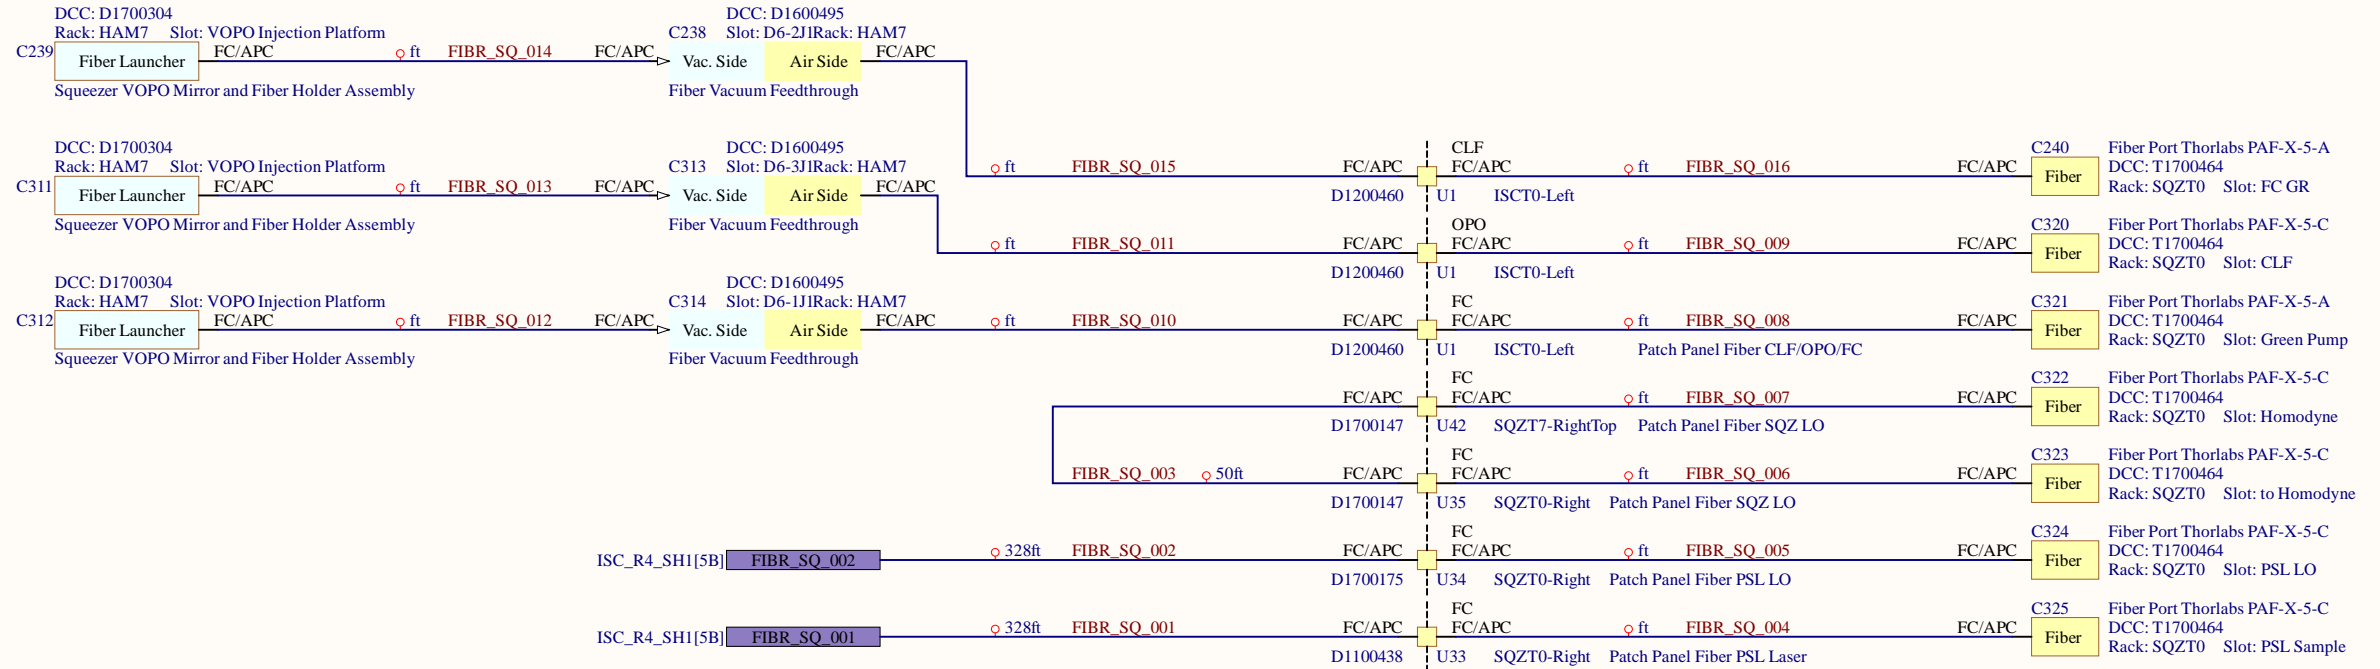 DCC: D1700304
Rack: HAM7 Slot: VOPO Injection Platform
C239
Fiber Launcher
FC/APC
ft
FIBR_SQ_014
FC/APC
Squeezer VOPO Mirror and Fiber Holder Assembly
DCC: D1600495
C238
Slot: D6-2J1Rack: HAM7
Vac. Side
Air Side
FC/APC
Fiber Vacuum Feedthrough
DCC: D1700304
Rack: HAM7 Slot: VOPO Injection Platform
C311
Fiber Launcher
FC/APC
ft
FIBR_SQ_013
FC/APC
Squeezer VOPO Mirror and Fiber Holder Assembly
DCC: D1600495
C313
Slot: D6-3J1Rack: HAM7
Vac. Side
Air Side
FC/APC
Fiber Vacuum Feedthrough
DCC: D1700304
Rack: HAM7 Slot: VOPO Injection Platform
C312
Fiber Launcher
FC/APC
ft
FIBR_SQ_012
FC/APC
Squeezer VOPO Mirror and Fiber Holder Assembly
DCC: D1600495
C314
Slot: D6-1J1Rack: HAM7
Vac. Side
Air Side
FC/APC
Fiber Vacuum Feedthrough
ft
FIBR_SQ_015
FC/APC
CLF
FC/APC
ft
FIBR_SQ_016
FC/APC
D1200460
U1
ISCT0-Left
C240
Fiber
Fiber Port Thorlabs PAF-X-5-A
DCC: T1700464
Rack: SQZT0 Slot: FC GR
ft
FIBR_SQ_011
FC/APC
OPO
FC/APC
ft
FIBR_SQ_009
FC/APC
D1200460
U1
ISCT0-Left
C320
Fiber
Fiber Port Thorlabs PAF-X-5-C
DCC: T1700464
Rack: SQZT0 Slot: CLF
ft
FIBR_SQ_010
FC/APC
FC
FC/APC
ft
FIBR_SQ_008
FC/APC
D1200460
U1
ISCT0-Left
Patch Panel Fiber CLF/OPO/FC
C321
Fiber
Fiber Port Thorlabs PAF-X-5-A
DCC: T1700464
Rack: SQZT0 Slot: Green Pump
FC/APC
FC
FC/APC
ft
FIBR_SQ_007
FC/APC
D1700147
U42
SQZT7-RightTop
Patch Panel Fiber SQZ LO
C322
Fiber
Fiber Port Thorlabs PAF-X-5-C
DCC: T1700464
Rack: SQZT0 Slot: Homodyne
FIBR_SQ_003
50ft
FC/APC
FC
FC/APC
ft
FIBR_SQ_006
FC/APC
D1700147
U35
SQZT0-Right
Patch Panel Fiber SQZ LO
C323
Fiber
Fiber Port Thorlabs PAF-X-5-C
DCC: T1700464
Rack: SQZT0 Slot: to Homodyne
ISC_R4_SH1[5B]
FIBR_SQ_002
328ft
FIBR_SQ_002
FC/APC
FC
FC/APC
ft
FIBR_SQ_005
FC/APC
D1700175
U34
SQZT0-Right
Patch Panel Fiber PSL LO
C324
Fiber
Fiber Port Thorlabs PAF-X-5-C
DCC: T1700464
Rack: SQZT0 Slot: PSL LO
ISC_R4_SH1[5B]
FIBR_SQ_001
328ft
FIBR_SQ_001
FC/APC
FC
FC/APC
ft
FIBR_SQ_004
FC/APC
D1100438
U33
SQZT0-Right
Patch Panel Fiber PSL Laser
C325
Fiber
Fiber Port Thorlabs PAF-X-5-C
DCC: T1700464
Rack: SQZT0 Slot: PSL Sample